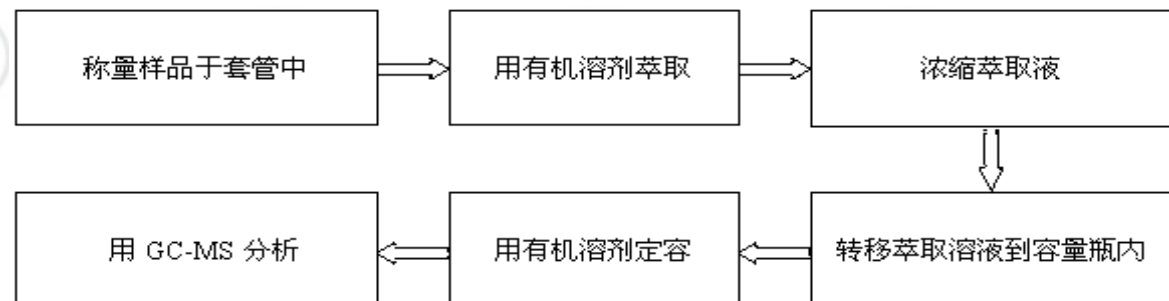 称量样品于套管中
用有机溶剂萃取
浓缩萃取液
转移萃取溶液到容量瓶内
用有机溶剂定容
用 GC-MS 分析